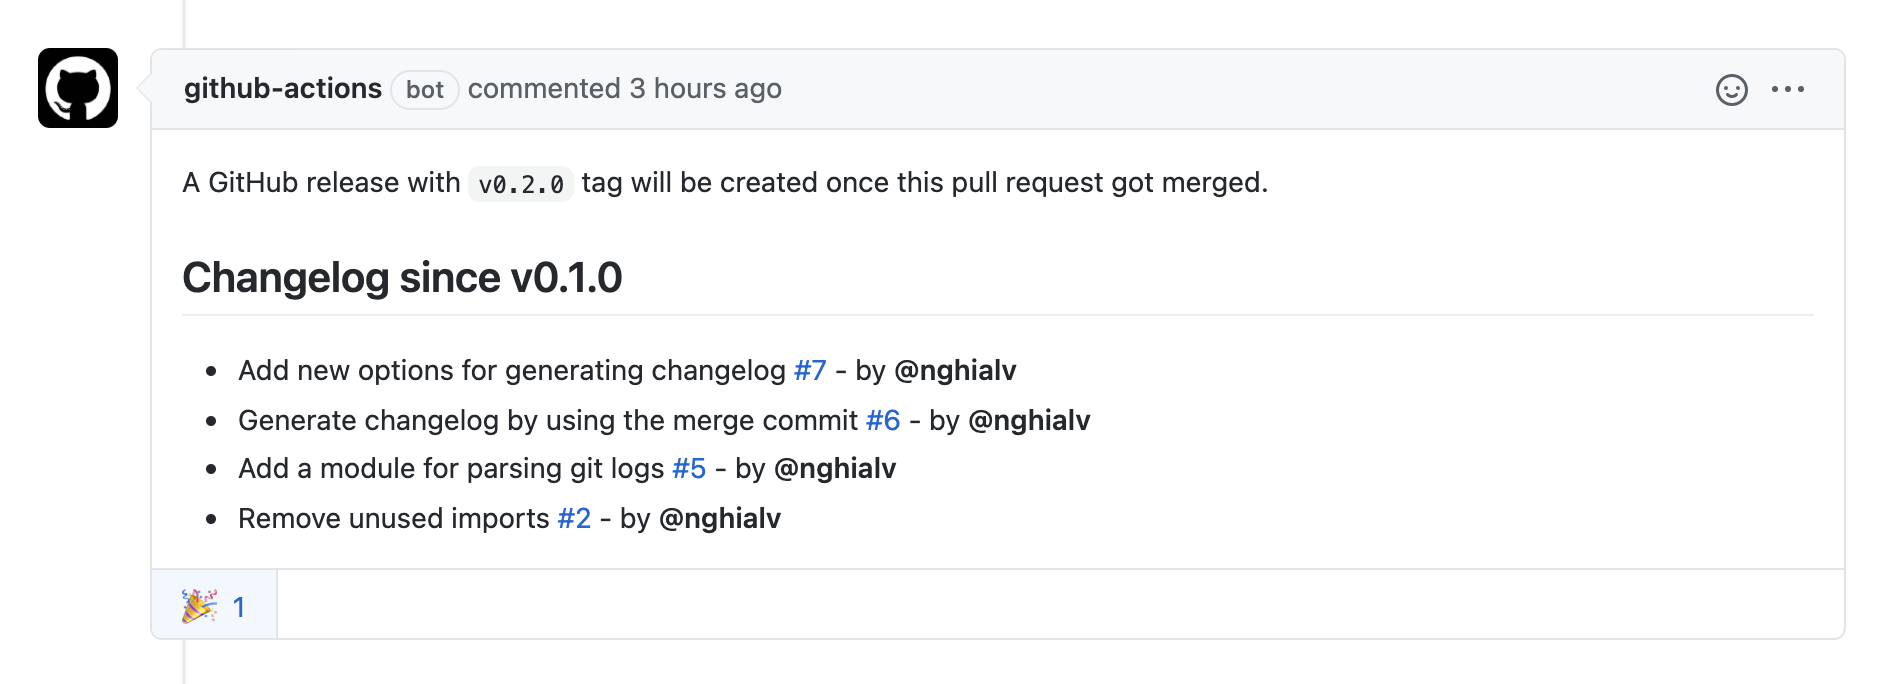 github-actions bot commented 3 hours ago
A GitHub release with v0.2.0 tag will be created once this pull request got merged.
Changelog since v0.1.0
• Add new options for generating changelog #7 - by @nghialv
• Generate changelog by using the merge commit #6 - by @nghialv
• Add a module for parsing git logs #5 - by @nghialv
• Remove unused imports #2 - by @nghialv
🎉 1